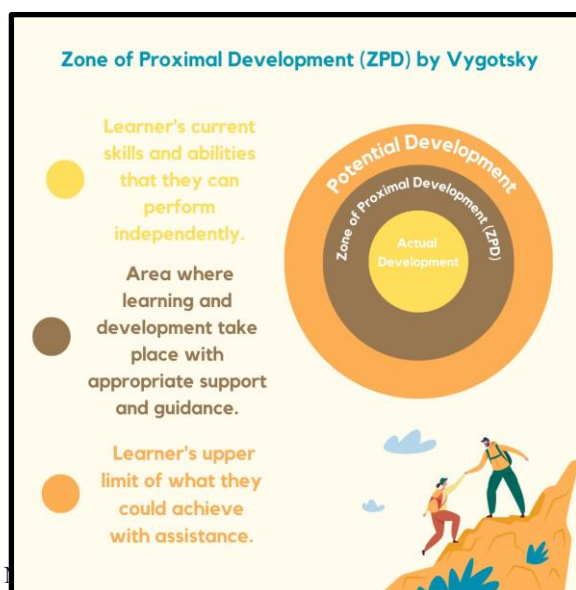 Zone of Proximal Development (ZPD) by Vygotsky
Learner's current
skills and abilities
that they can
perform
independently.
Area where
learning and
development take
place with
appropriate support
and guidance.
Learner's upper
limit of what they
could achieve
with assistance.
Potential Development
Zone of Proximal Development (ZPD)
Actual
Development